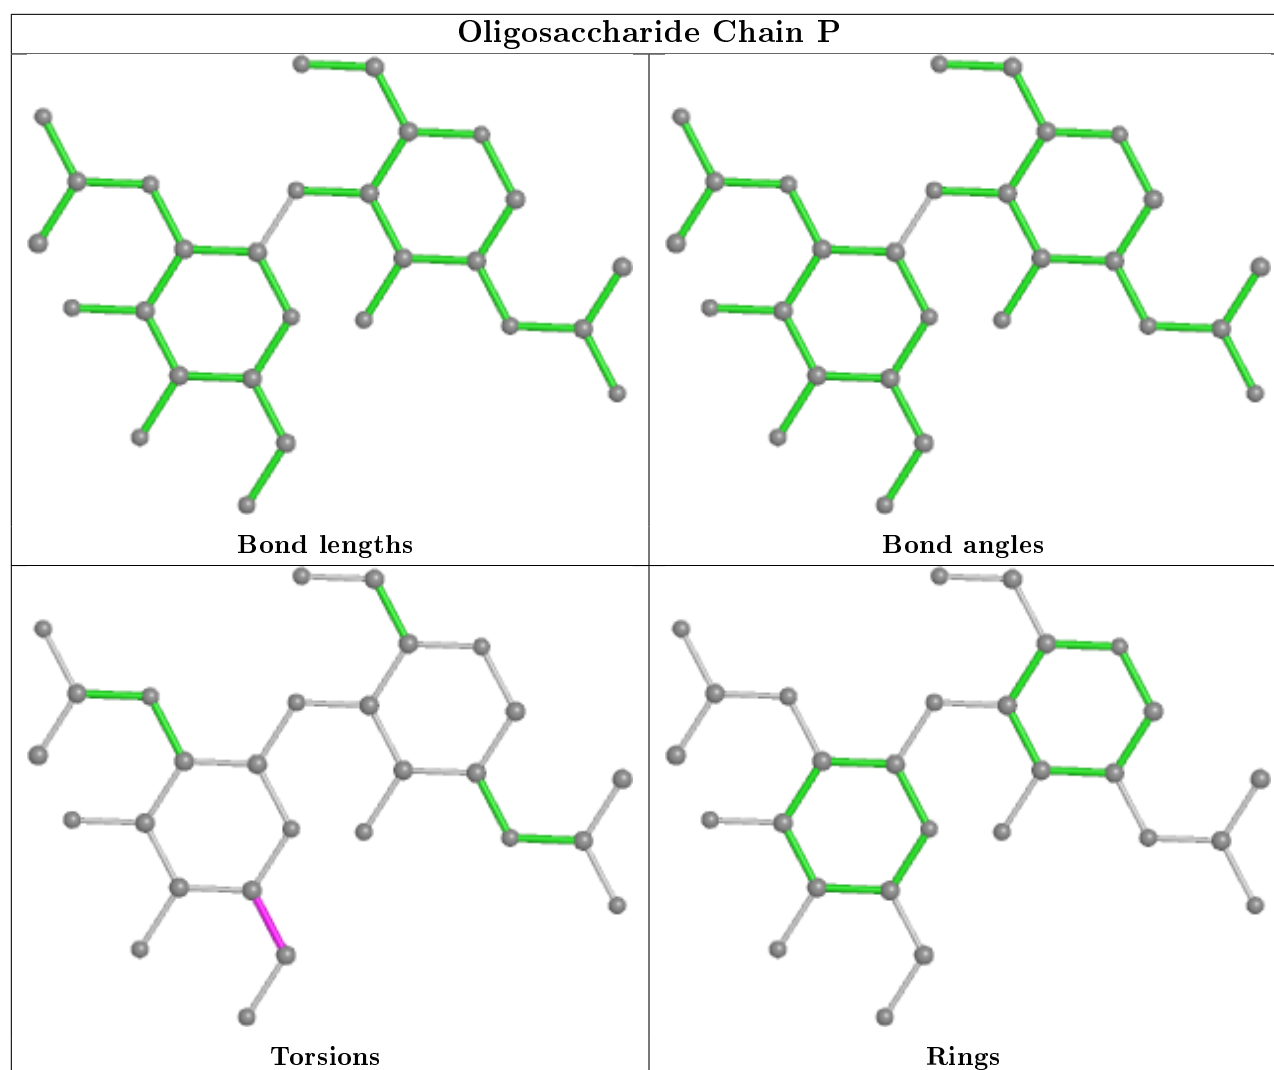 Oligosaccharide Chain P
Bond lengths
Bond angles
Torsions
Rings